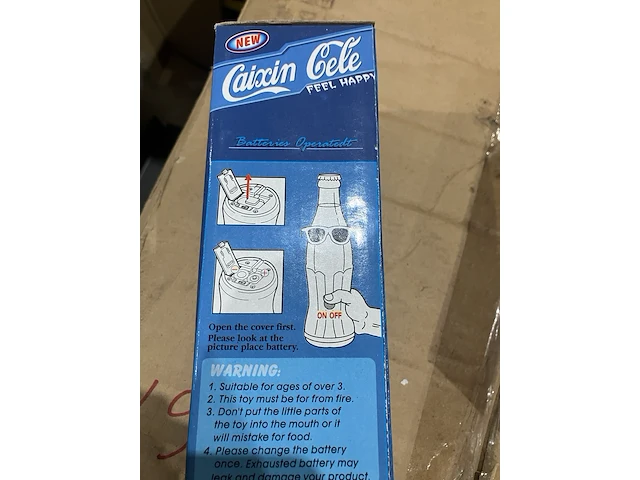 NEW
Caixin Cele
FEEL HAPPY
Batteries Operatedt
ON OFF
Open the cover first.
Please look at the
picture place battery.
WARNING:
1. Suitable for ages of over 3.
2. This toy must be for from fire.
3. Don't put the little parts of
the toy into the mouth or it
will mistake for food.
4. Please change the battery
once. Exhausted battery may
leak and damage your product.